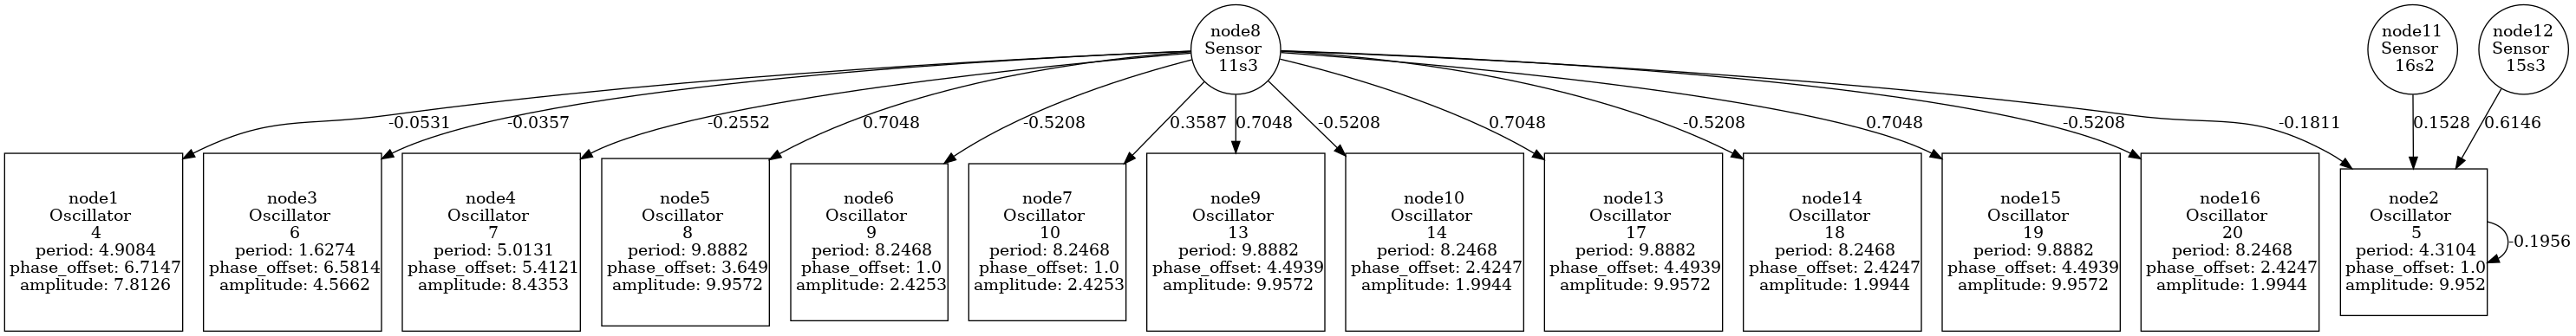 node8
Sensor
11s3
node11
Sensor
16s2
node12
Sensor
15s3
-0.0531
-0.0357
-0.2552
0.7048
-0.5208
0.3587
0.7048
-0.5208
0.7048
-0.5208
0.7048
-0.5208
-0.1811
0.1528
0.6146
node1
Oscillator
4
period: 4.9084
phase_offset: 6.7147
amplitude: 7.8126
node3
Oscillator
6
period: 1.6274
phase_offset: 6.5814
amplitude: 4.5662
node4
Oscillator
7
period: 5.0131
phase_offset: 5.4121
amplitude: 8.4353
node5
Oscillator
8
period: 9.8882
phase_offset: 3.649
amplitude: 9.9572
node6
Oscillator
9
period: 8.2468
phase_offset: 1.0
amplitude: 2.4253
node7
Oscillator
10
period: 8.2468
phase_offset: 1.0
amplitude: 2.4253
node9
Oscillator
13
period: 9.8882
phase_offset: 4.4939
amplitude: 9.9572
node10
Oscillator
14
period: 8.2468
phase_offset: 2.4247
amplitude: 1.9944
node13
Oscillator
17
period: 9.8882
phase_offset: 4.4939
amplitude: 9.9572
node14
Oscillator
18
period: 8.2468
phase_offset: 2.4247
amplitude: 1.9944
node15
Oscillator
19
period: 9.8882
phase_offset: 4.4939
amplitude: 9.9572
node16
Oscillator
20
period: 8.2468
phase_offset: 2.4247
amplitude: 1.9944
node2
Oscillator
5
period: 4.3104
phase_offset: 1.0
amplitude: 9.952
-0.1956